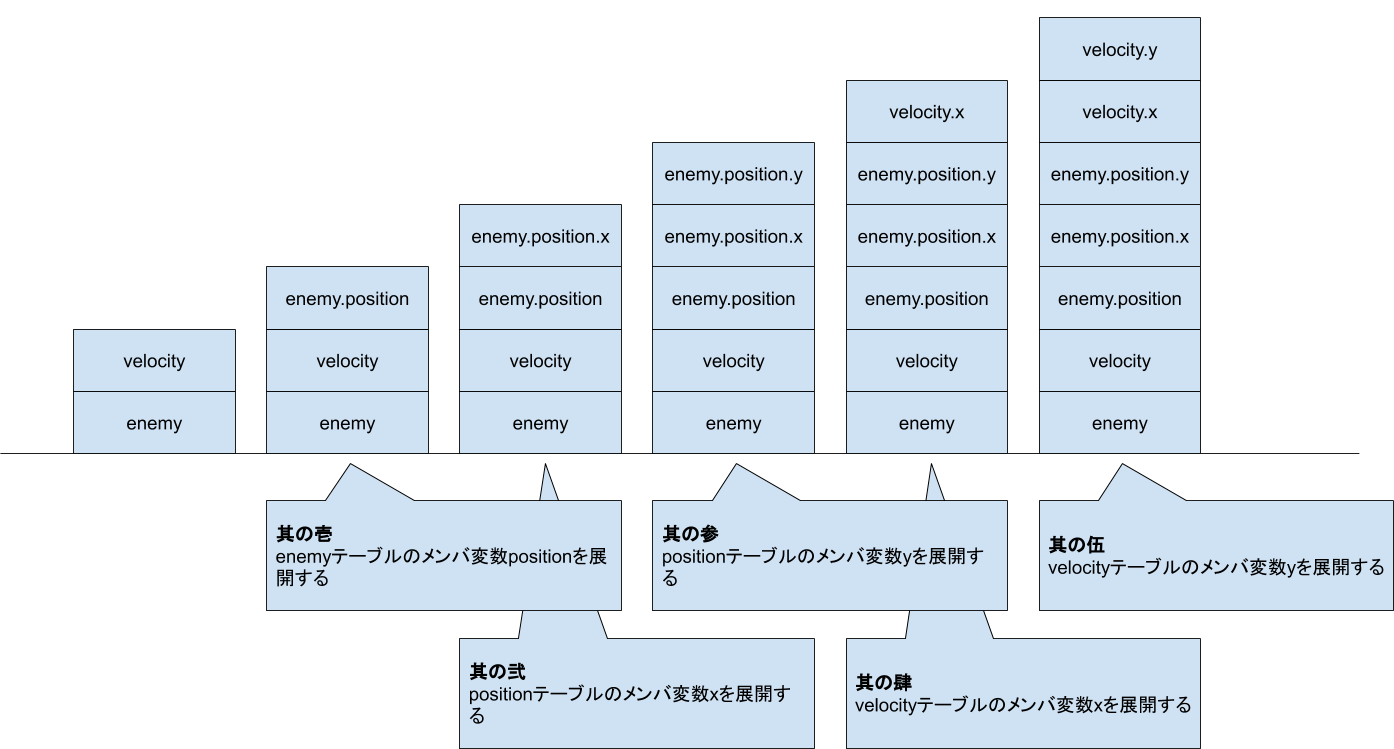 velocity
enemy
enemy.position
velocity
enemy
enemy.position.x
enemy.position
velocity
enemy
enemy.position.y
enemy.position.x
enemy.position
velocity
enemy
velocity.x
enemy.position.y
enemy.position.x
enemy.position
velocity
enemy
velocity.y
velocity.x
enemy.position.y
enemy.position.x
enemy.position
velocity
enemy
其の壱
enemyテーブルのメンバ変数positionを展
開する
其の弐
positionテーブルのメンバ変数xを展開す
る
其の参
positionテーブルのメンバ変数yを展開す
る
其の肆
velocityテーブルのメンバ変数xを展開する
其の伍
velocityテーブルのメンバ変数yを展開する